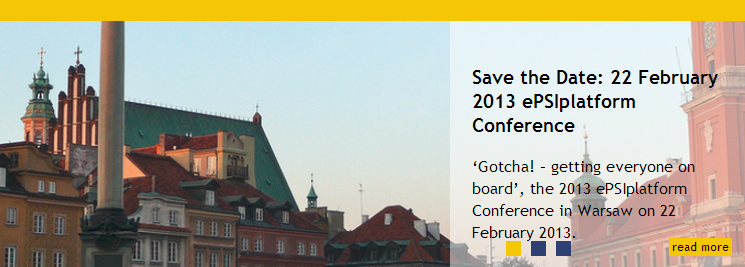 Save the Date: 22 February
2013 ePSIplatform
Conference
‘Gotcha! – getting everyone on
board’, the 2013 ePSIplatform
Conference in Warsaw on 22
February 2013.
read more